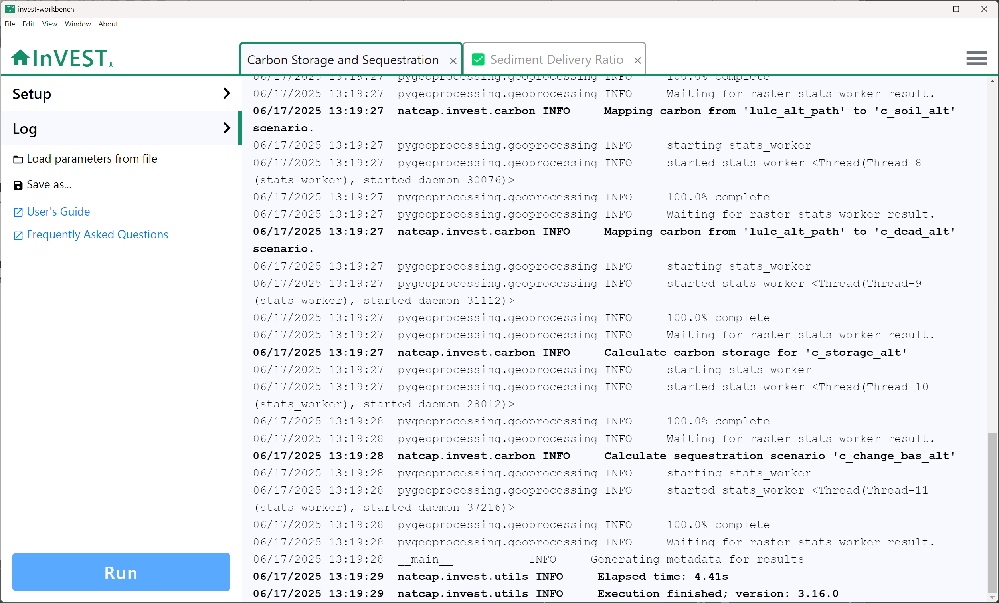 invest-workbench
File Edit View Window About
InVEST®
Carbon Storage and Sequestration
Sediment Delivery Ratio
Setup
Log
Load parameters from file
Save as...
User's Guide
Frequently Asked Questions
Run
06/17/2025 13:19:27 pygeoprocessing.geoprocessing INFO 100.0% complete
06/17/2025 13:19:27 pygeoprocessing.geoprocessing INFO Waiting for raster stats worker result.
06/17/2025 13:19:27 natcap.invest.carbon INFO Mapping carbon from 'lulc_alt_path' to 'c_soil_alt'
scenario.
06/17/2025 13:19:27 pygeoprocessing.geoprocessing INFO starting stats_worker
06/17/2025 13:19:27 pygeoprocessing.geoprocessing INFO started stats_worker <Thread(Thread-8
(stats_worker), started daemon 30076)>
06/17/2025 13:19:27 pygeoprocessing.geoprocessing INFO 100.0% complete
06/17/2025 13:19:27 pygeoprocessing.geoprocessing INFO Waiting for raster stats worker result.
06/17/2025 13:19:27 natcap.invest.carbon INFO Mapping carbon from 'lulc_alt_path' to 'c_dead_alt'
scenario.
06/17/2025 13:19:27 pygeoprocessing.geoprocessing INFO starting stats_worker
06/17/2025 13:19:27 pygeoprocessing.geoprocessing INFO started stats_worker <Thread(Thread-9
(stats_worker), started daemon 31112)>
06/17/2025 13:19:27 pygeoprocessing.geoprocessing INFO 100.0% complete
06/17/2025 13:19:27 pygeoprocessing.geoprocessing INFO Waiting for raster stats worker result.
06/17/2025 13:19:27 natcap.invest.carbon INFO Calculate carbon storage for 'c_storage_alt'
06/17/2025 13:19:27 pygeoprocessing.geoprocessing INFO starting stats_worker
06/17/2025 13:19:27 pygeoprocessing.geoprocessing INFO started stats_worker <Thread(Thread-10
(stats_worker), started daemon 28012)>
06/17/2025 13:19:28 pygeoprocessing.geoprocessing INFO 100.0% complete
06/17/2025 13:19:28 pygeoprocessing.geoprocessing INFO Waiting for raster stats worker result.
06/17/2025 13:19:28 natcap.invest.carbon INFO Calculate sequestration scenario 'c_change_bas_alt'
06/17/2025 13:19:28 pygeoprocessing.geoprocessing INFO starting stats_worker
06/17/2025 13:19:28 pygeoprocessing.geoprocessing INFO started stats_worker <Thread(Thread-11
(stats_worker), started daemon 37216)>
06/17/2025 13:19:28 pygeoprocessing.geoprocessing INFO 100.0% complete
06/17/2025 13:19:28 pygeoprocessing.geoprocessing INFO Waiting for raster stats worker result.
06/17/2025 13:19:28 __main__ INFO Generating metadata for results
06/17/2025 13:19:29 natcap.invest.utils INFO Elapsed time: 4.41s
06/17/2025 13:19:29 natcap.invest.utils INFO Execution finished; version: 3.16.0